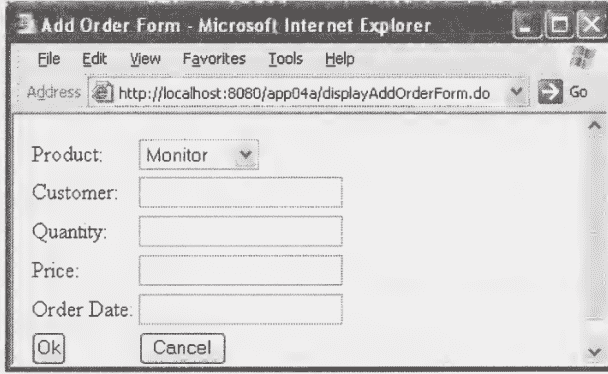 Add Order Form - Microsoft Internet Explorer
File Edit View Favorites Tools Help
Address http://localhost:8080/app04a/displayAddOrderForm.do Go
Product: Monitor
Customer:
Quantity:
Price:
Order Date:
Ok Cancel